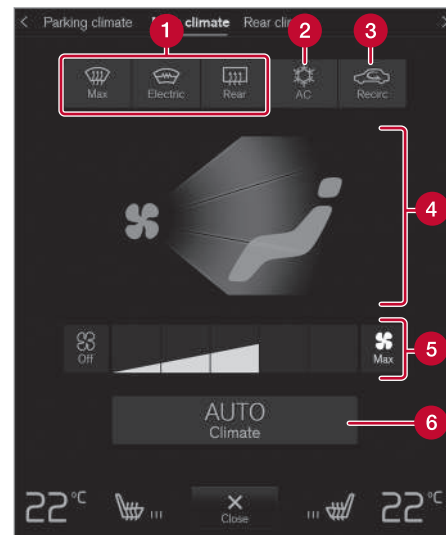 Parking climate climate Rear cli
1 2 3
Max Electric Rear AC Recirc
4
Off Max 5
AUTO 6
Climate
22°C 22°C
Close